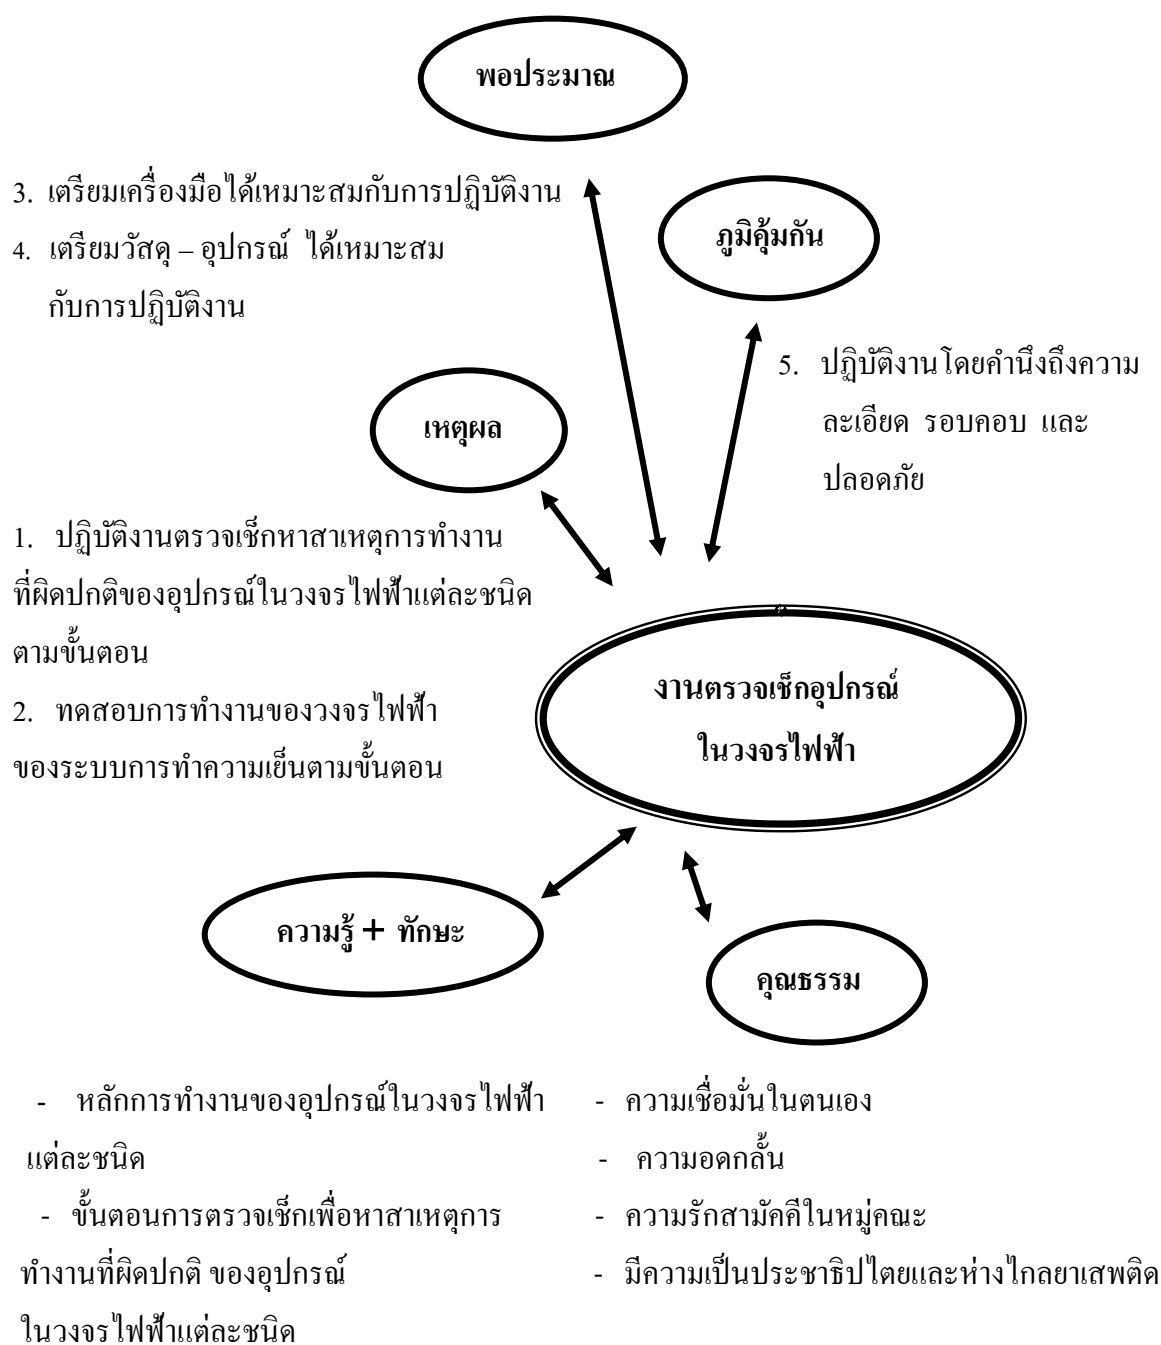 พอประมาณ
3. เตรียมเครื่องมือได้เหมาะสมกับการปฏิบัติงาน
4. เตรียมวัสดุ – อุปกรณ์ ได้เหมาะสม
กับการปฏิบัติงาน
ภูมิคุ้มกัน
5. ปฏิบัติงานโดยคำนึงถึงความ
ละเอียด รอบคอบ และ
ปลอดภัย
เหตุผล
1. ปฏิบัติงานตรวจเช็กหาสาเหตุการทำงาน
ที่ผิดปกติของอุปกรณ์ในวงจรไฟฟ้าแต่ละชนิด
ตามขั้นตอน
2. ทดสอบการทำงานของวงจรไฟฟ้า
ของระบบการทำความเย็นตามขั้นตอน
งานตรวจเช็กอุปกรณ์
ในวงจรไฟฟ้า
ความรู้ + ทักษะ
คุณธรรม
- หลักการทำงานของอุปกรณ์ในวงจรไฟฟ้า
แต่ละชนิด
- ขั้นตอนการตรวจเช็กเพื่อหาสาเหตุการ
ทำงานที่ผิดปกติ ของอุปกรณ์
ในวงจรไฟฟ้าแต่ละชนิด
- ความเชื่อมั่นในตนเอง
- ความอดกลั้น
- ความรักสามัคคีในหมู่คณะ
- มีความเป็นประชาธิปไตยและห่างไกลยาเสพติด